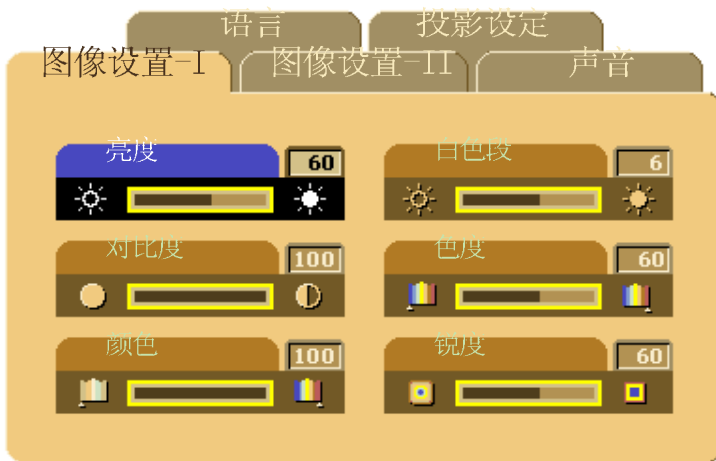 语言 投影设定
图像设置-I 图像设置-II 声音
亮度 60 白色段 6
对比度 100 色度 60
颜色 100 锐度 60